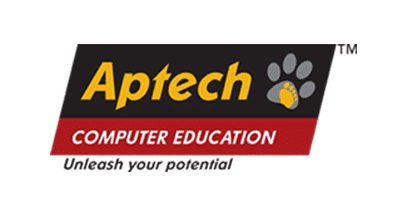 Aptech
TM
COMPUTER EDUCATION
Unleash your potential